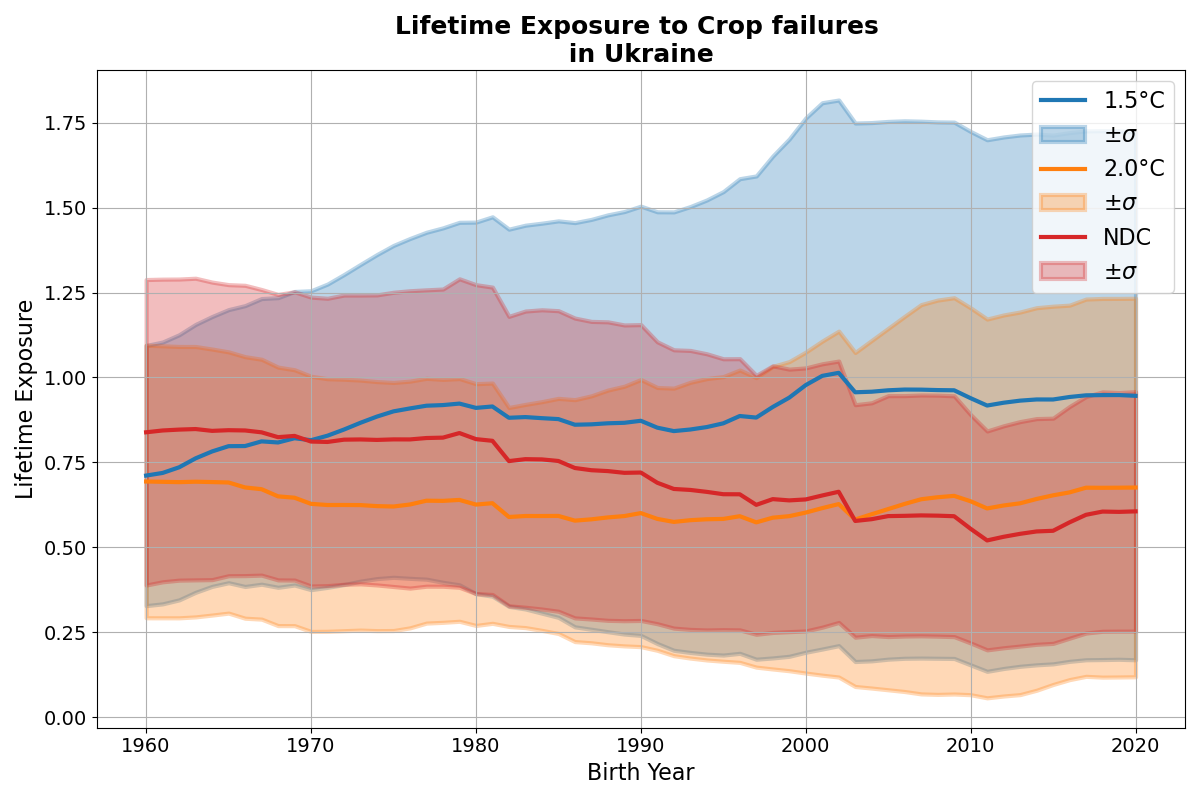 Lifetime Exposure to Crop failures
in Ukraine
1.5°C
±σ
2.0°C
±σ
NDC
±σ
Lifetime Exposure
1.75
1.50
1.25
1.00
0.75
0.50
0.25
0.00
1960
1970
1980
1990
2000
2010
2020
Birth Year